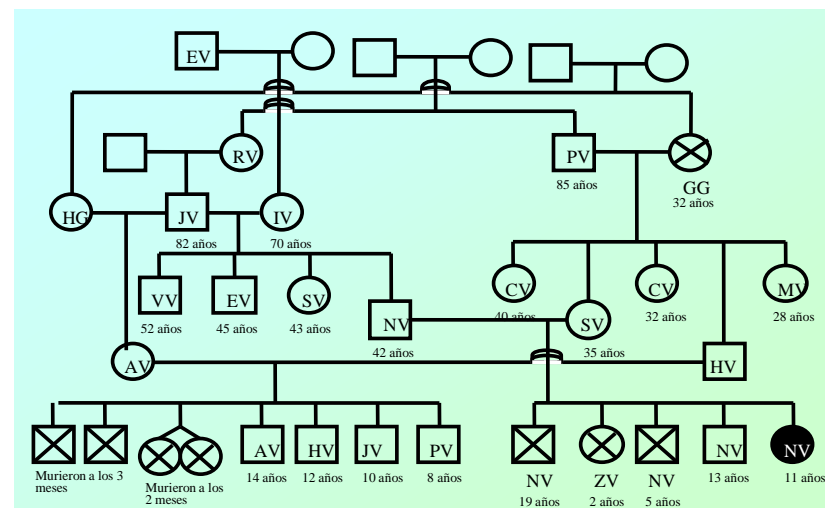 EV
RV
PV
85 años
GG
32 años
HG
JV
IV
82 años
70 años
VV
EV
SV
NV
CV
SV
CV
HV
MV
52 años
45 años
43 años
42 años
40 años
35 años
32 años
28 años
AV
HV
AV
HV
JV
PV
14 años
12 años
10 años
8 años
Murieron a los 3
meses
Murieron a los
2 meses
NV
ZV
NV
NV
NV
19 años
2 años
5 años
13 años
11 años